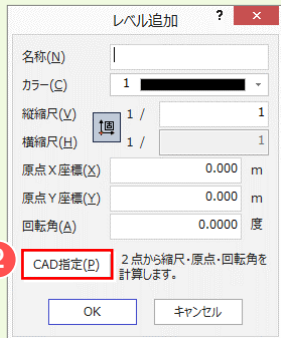 レベル追加 ? ×
名称(N)
カラー(C) 1
縦縮尺(V) 1 / 1
横縮尺(H) 1 / 1
固
原点X座標(X) 0.000 m
原点Y座標(Y) 0.000 m
回転角(A) 0.0000 度
2 CAD指定(P) 2点から縮尺・原点・回転角を
計算します。
OK キャンセル